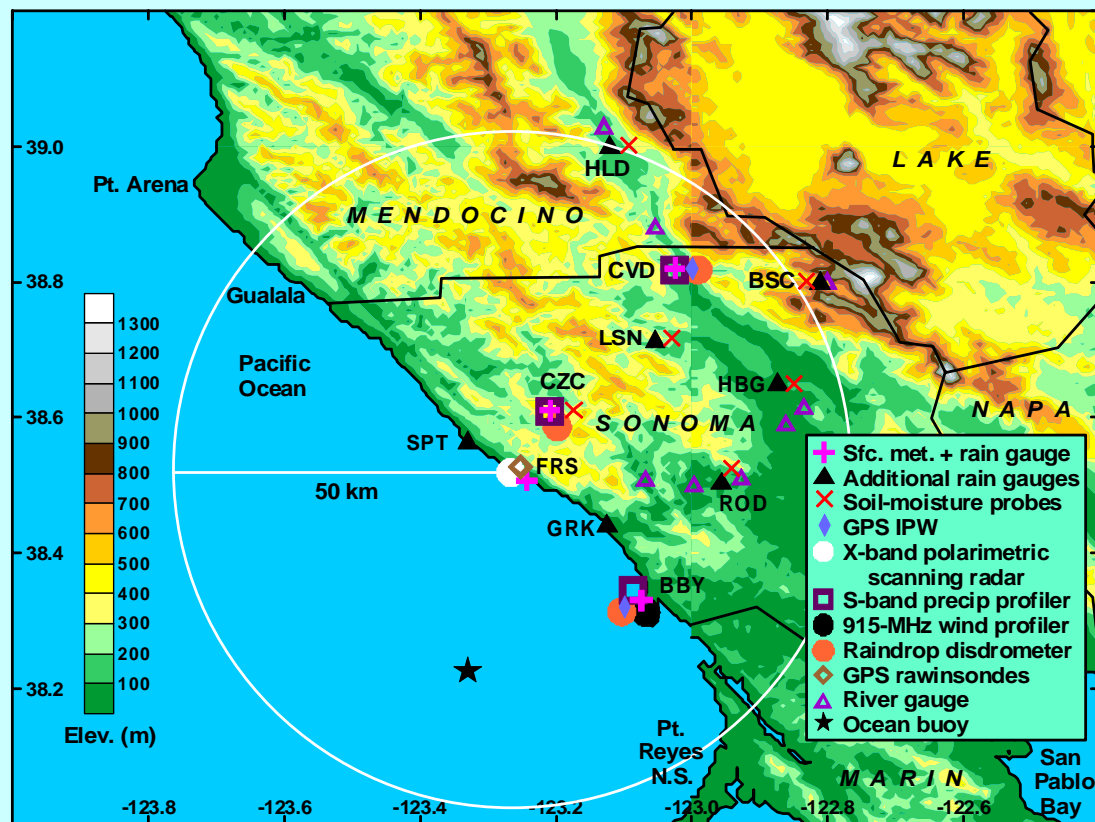 39.0
38.8
38.6
38.4
38.2
Pt. Arena
HLD
L A K E
M E N D O C I N O
CVD
BSC
Gualala
1300
1200
1100
1000
900
800
700
600
500
400
300
200
100
Elev. (m)
Pacific
Ocean
LSN
HBG
CZC
S O N O M A
N A P A
SPT
FRS
50 km
ROD
GRK
BBY
Sfc. met. + rain gauge
Additional rain gauges
Soil-moisture probes
GPS IPW
X-band polarimetric
scanning radar
S-band precip profiler
915-MHz wind profiler
Raindrop disdrometer
GPS rawinsondes
River gauge
Ocean buoy
Pt.
Reyes
N.S.
M A R I N
San
Pablo
Bay
-123.8
-123.6
-123.4
-123.2
-123.0
-122.8
-122.6